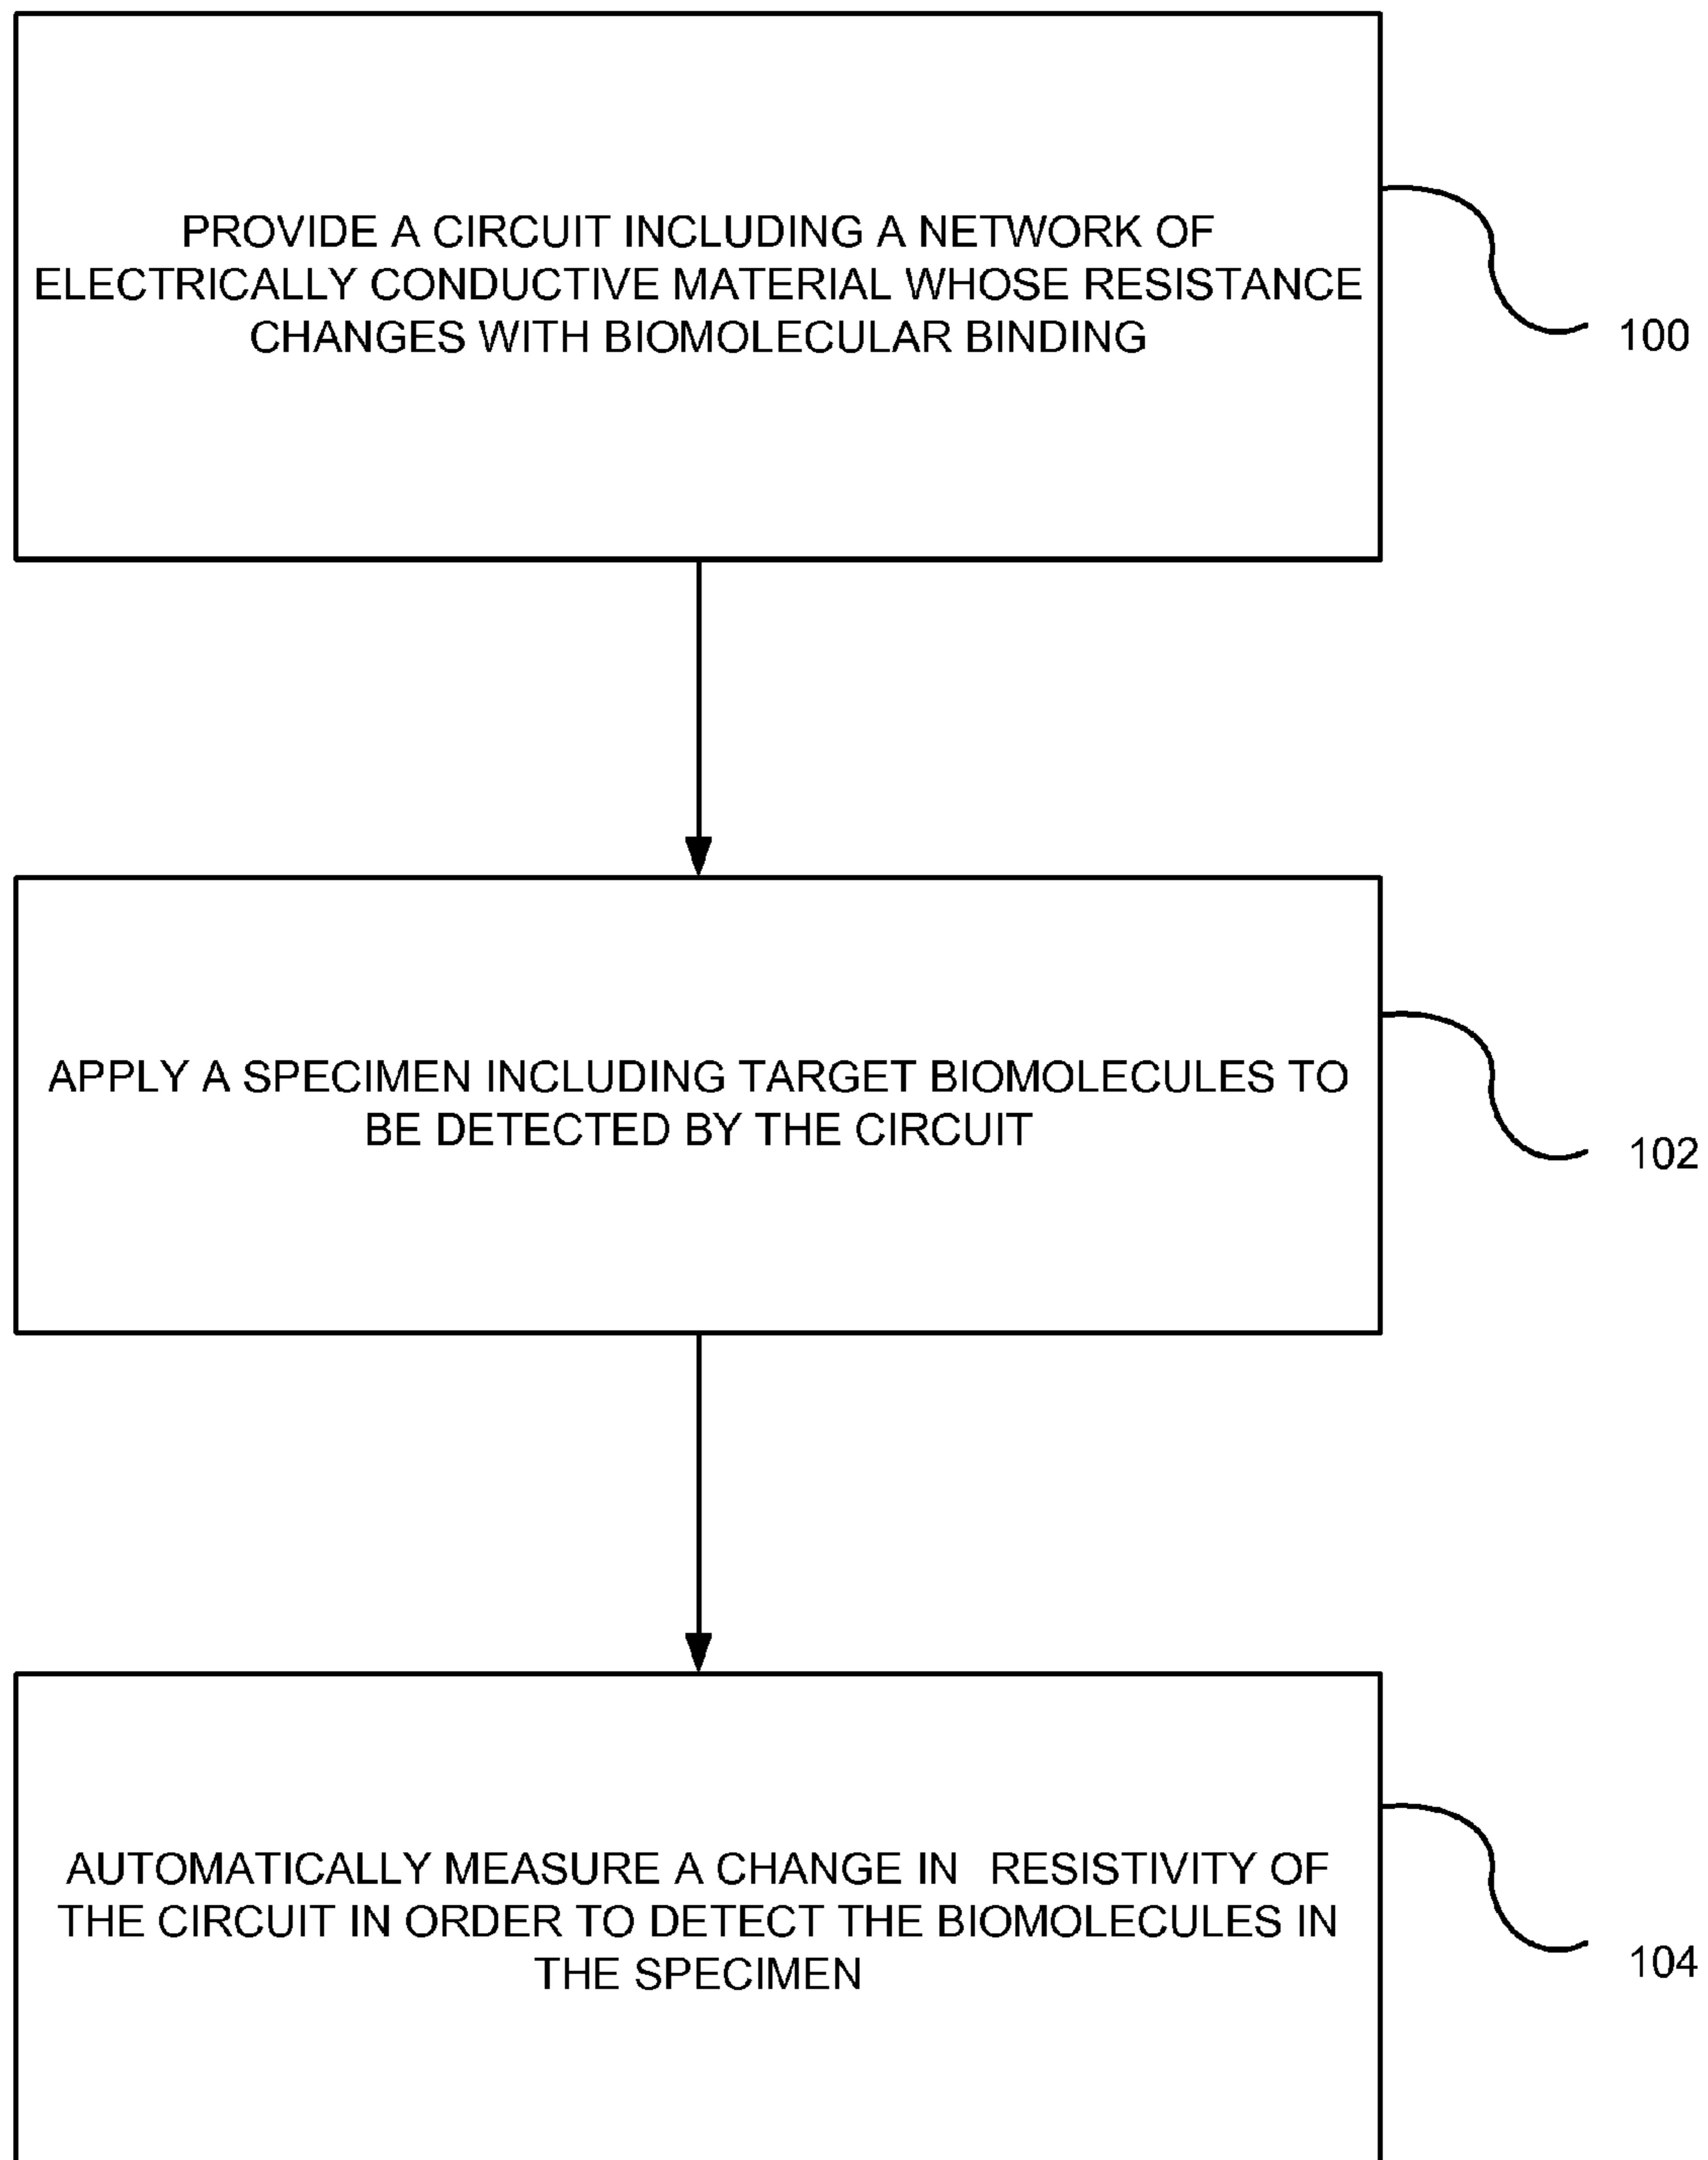 PROVIDE A CIRCUIT INCLUDING A NETWORK OF
ELECTRICALLY CONDUCTIVE MATERIAL WHOSE RESISTANCE
CHANGES WITH BIOMOLECULAR BINDING
100
APPLY A SPECIMEN INCLUDING TARGET BIOMOLECULES TO
BE DETECTED BY THE CIRCUIT
102
AUTOMATICALLY MEASURE A CHANGE IN RESISTIVITY OF
THE CIRCUIT IN ORDER TO DETECT THE BIOMOLECULES IN
THE SPECIMEN
104